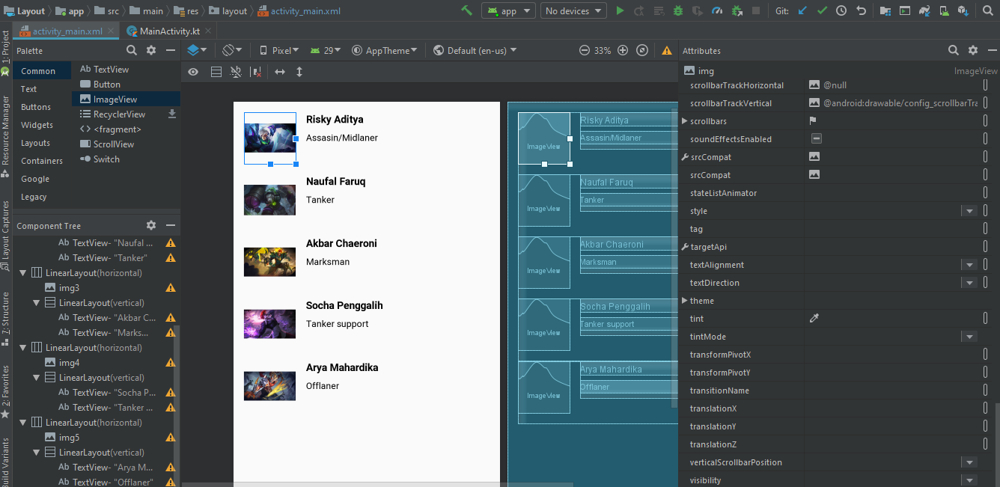 Layout app src main res layout activity_main.xml app No devices Git:
activity_main.xml MainActivity.kt
1: Project
Resource Manager
Layout Captures
7: Structure
2: Favorites
Build Variants
Palette
Common
Text
Buttons
Widgets
Layouts
Containers
Google
Legacy
Ab TextView
Button
ImageView
RecyclerView
<> <fragment>
ScrollView
Switch
Component Tree
Ab TextView- "Naufal ...
Ab TextView- "Tanker"
LinearLayout(horizontal)
img3
LinearLayout(vertical)
Ab TextView- "Akbar C...
Ab TextView- "Marks...
LinearLayout(horizontal)
img4
LinearLayout(vertical)
Ab TextView- "Socha P...
Ab TextView- "Tanker ...
LinearLayout(horizontal)
img5
LinearLayout(vertical)
Ab TextView- "Arya M...
Ab TextView- "Offlaner"
Pixel 29 AppTheme Default (en-us) 33%
Risky Aditya
Assasin/Midlaner
Naufal Faruq
Tanker
Akbar Chaeroni
Marksman
Socha Penggalih
Tanker support
Arya Mahardika
Offlaner
Risky Aditya
Assasin/Midlaner
ImageView
Naufal Faruq
Tanker
ImageView
Akbar Chaeroni
Marksman
ImageView
Socha Penggalih
Tanker support
ImageView
Arya Mahardika
Offlaner
ImageView
Attributes
img ImageView
scrollbarTrackHorizontal @null
scrollbarTrackVertical @android:drawable/config_scrollbarTra
scrollbars
soundEffectsEnabled
srcCompat
srcCompat
stateListAnimator
style
tag
targetApi
textAlignment
textDirection
theme
tint
tintMode
transformPivotX
transformPivotY
transitionName
translationX
translationY
translationZ
verticalScrollbarPosition
visibility